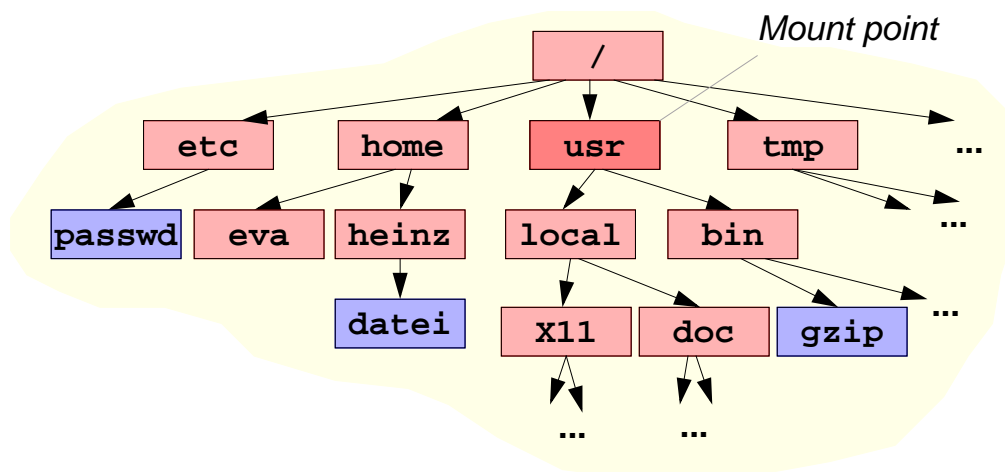 Mount point
/
etc home usr tmp ...
passwd eva heinz local bin ...
datei X11 doc gzip ...
... ...